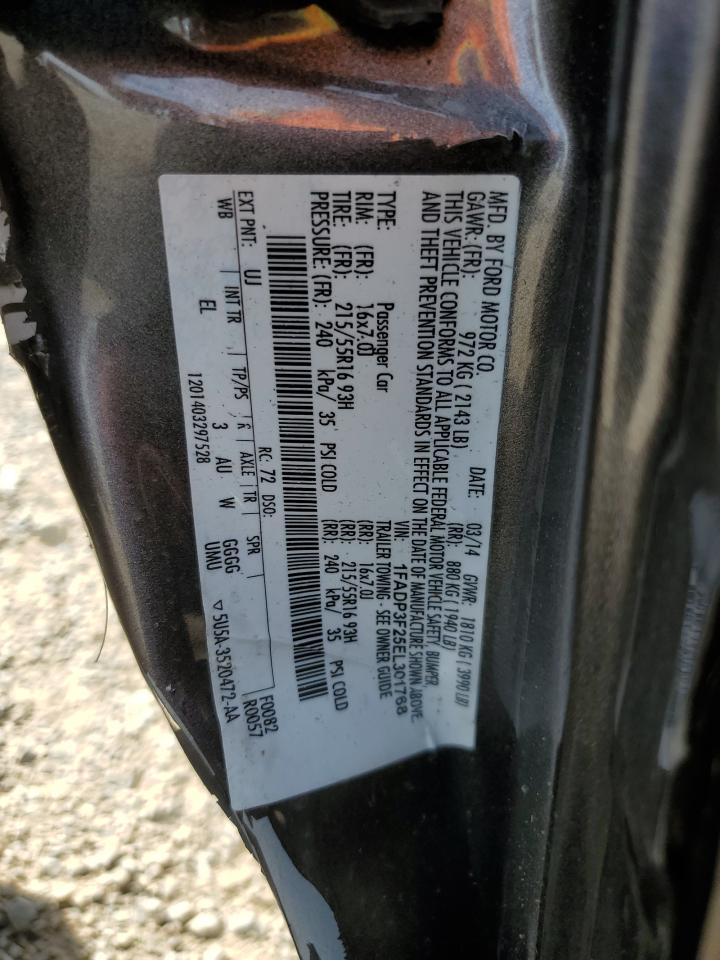 MFD. BY FORD MOTOR CO.
DATE: 03/14 GVWR: 1810 KG ( 3990 LB)
GAWR: (FR): 972 KG ( 2143 LB) (RR): 880 KG ( 1940 LB)
THIS VEHICLE CONFORMS TO ALL APPLICABLE FEDERAL MOTOR VEHICLE SAFETY, BUMPER,
AND THEFT PREVENTION STANDARDS IN EFFECT ON THE DATE OF MANUFACTURE SHOWN ABOVE.
VIN: 1FADP3F25EL301768
TYPE: Passenger Car TRAILER TOWING - SEE OWNER GUIDE
RIM: (FR): 16x7.0J (RR): 16x7.0J
TIRE: (FR): 215/55R16 93H (RR): 215/55R16 93H
PRESSURE: (FR): 240 kPa/ 35 PSI COLD (RR): 240 kPa/ 35 PSI COLD
F0082
EXT PNT: UJ RC: 72 DSO: R0057
WB INT TR TP/PS R AXLE TR SPR
EL 3 AU W GGGG
UMU 5U5A-3520472-AA
1201403297528